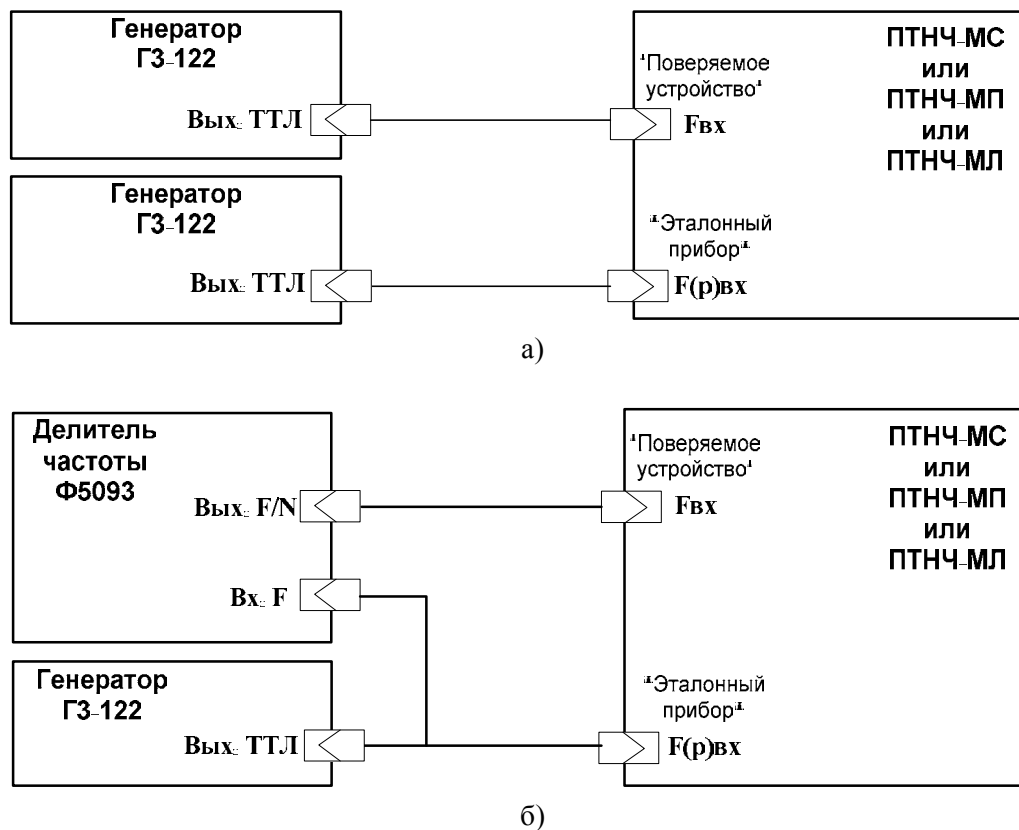 Генератор
Г3-122
Вых. ТТЛ
"Поверяемое
устройство"
Fвх
ПТНЧ-МС
или
ПТНЧ-МП
или
ПТНЧ-МЛ
Генератор
Г3-122
Вых. ТТЛ
"Эталонный
прибор"
F(р)вх
а)
Делитель
частоты
Ф5093
Вых. F/N
Вх. F
"Поверяемое
устройство"
Fвх
ПТНЧ-МС
или
ПТНЧ-МП
или
ПТНЧ-МЛ
Генератор
Г3-122
Вых. ТТЛ
"Эталонный
прибор"
F(р)вх
б)